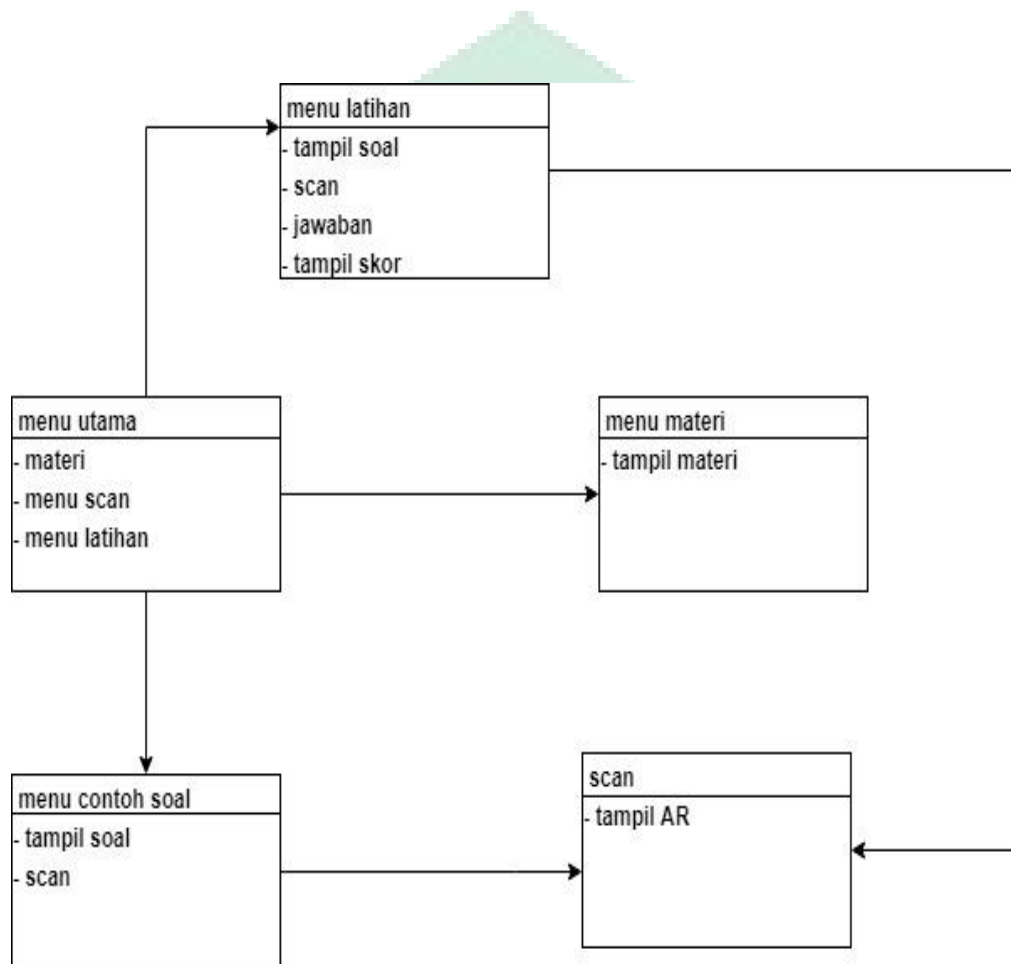 menu latihan
- tampil soal
- scan
- jawaban
- tampil skor
menu utama
- materi
- menu scan
- menu latihan
menu materi
- tampil materi
menu contoh soal
- tampil soal
- scan
scan
- tampil AR